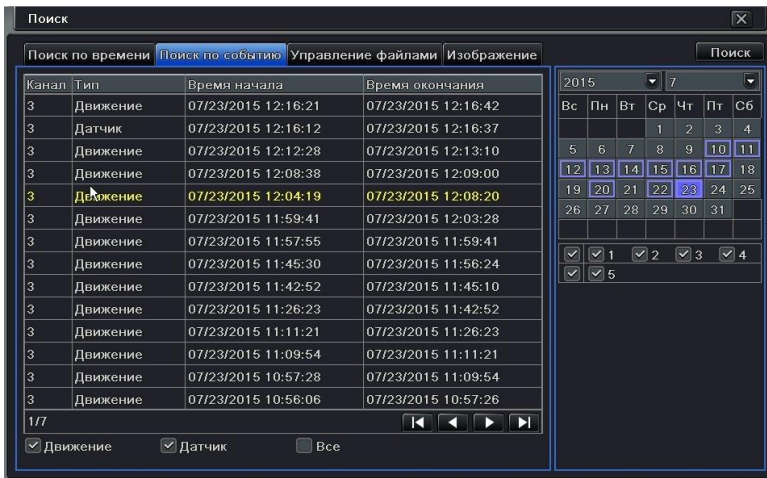 Поиск
Поиск по времени Поиск по событию Управление файлами Изображение Поиск
Канал Тип Время начала Время окончания
3 Движение 07/23/2015 12:16:21 07/23/2015 12:16:42
3 Датчик 07/23/2015 12:16:12 07/23/2015 12:16:37
3 Движение 07/23/2015 12:12:28 07/23/2015 12:13:10
3 Движение 07/23/2015 12:08:38 07/23/2015 12:09:00
3 Движение 07/23/2015 12:04:19 07/23/2015 12:08:20
3 Движение 07/23/2015 11:59:41 07/23/2015 12:03:28
3 Движение 07/23/2015 11:57:55 07/23/2015 11:59:41
3 Движение 07/23/2015 11:45:30 07/23/2015 11:56:24
3 Движение 07/23/2015 11:42:52 07/23/2015 11:45:10
3 Движение 07/23/2015 11:26:23 07/23/2015 11:42:52
3 Движение 07/23/2015 11:11:21 07/23/2015 11:26:23
3 Движение 07/23/2015 11:09:54 07/23/2015 11:11:21
3 Движение 07/23/2015 10:57:28 07/23/2015 11:09:54
3 Движение 07/23/2015 10:56:06 07/23/2015 10:57:26
1/7
Движение Датчик Все
2015 7
Вс Пн Вт Ср Чт Пт Сб
1 2 3 4
5 6 7 8 9 10 11
12 13 14 15 16 17 18
19 20 21 22 23 24 25
26 27 28 29 30 31
1 2 3 4
5